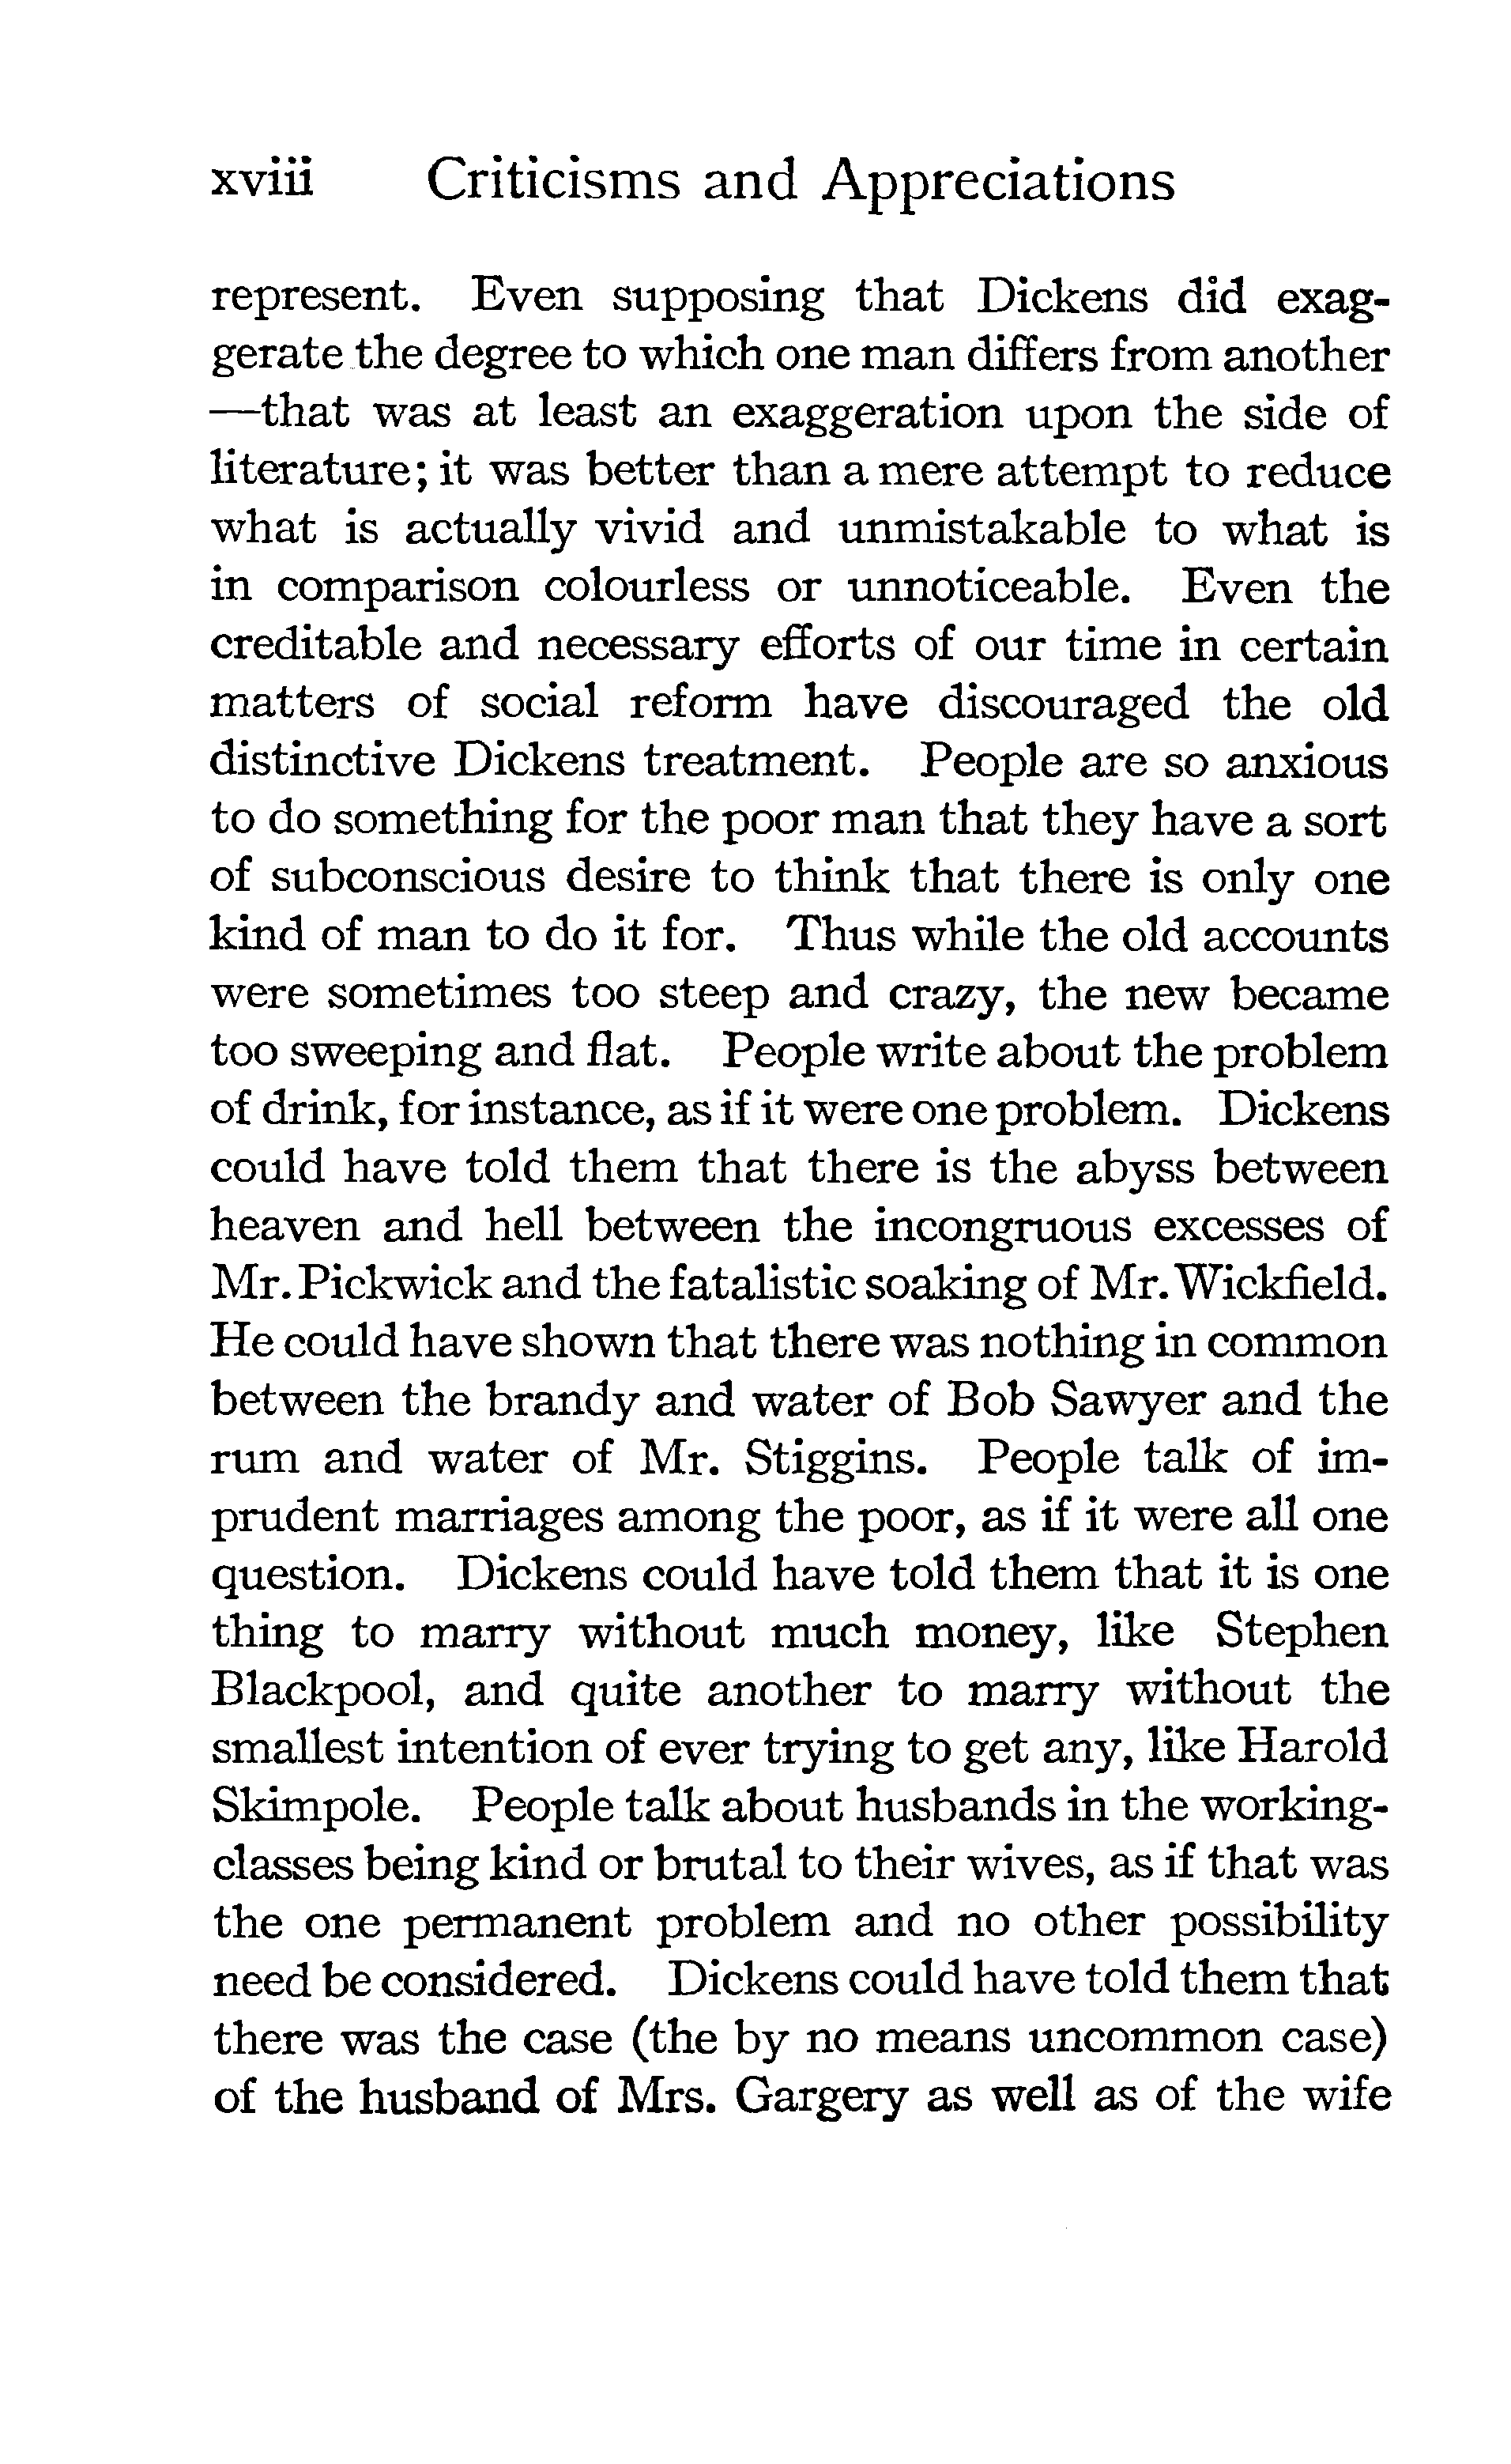 xviii Criticisms and Appreciations
represent. Even supposing that Dickens did exag-
gerate the degree to which one man differs from another
—that was at least an exaggeration upon the side of
literature; it was better than a mere attempt to reduce
what is actually vivid and unmistakable to what is
in comparison colourless or unnoticeable. Even the
creditable and necessary efforts of our time in certain
matters of social reform have discouraged the old
distinctive Dickens treatment. People are so anxious
to do something for the poor man that they have a sort
of subconscious desire to think that there is only one
kind of man to do it for. Thus while the old accounts
were sometimes too steep and crazy, the new became
too sweeping and flat. People write about the problem
of drink, for instance, as if it were one problem. Dickens
could have told them that there is the abyss between
heaven and hell between the incongruous excesses of
Mr. Pickwick and the fatalistic soaking of Mr. Wickfield.
He could have shown that there was nothing in common
between the brandy and water of Bob Sawyer and the
rum and water of Mr. Stiggins. People talk of im-
prudent marriages among the poor, as if it were all one
question. Dickens could have told them that it is one
thing to marry without much money, like Stephen
Blackpool, and quite another to marry without the
smallest intention of ever trying to get any, like Harold
Skimpole. People talk about husbands in the working-
classes being kind or brutal to their wives, as if that was
the one permanent problem and no other possibility
need be considered. Dickens could have told them that
there was the case (the by no means uncommon case)
of the husband of Mrs. Gargery as well as of the wife